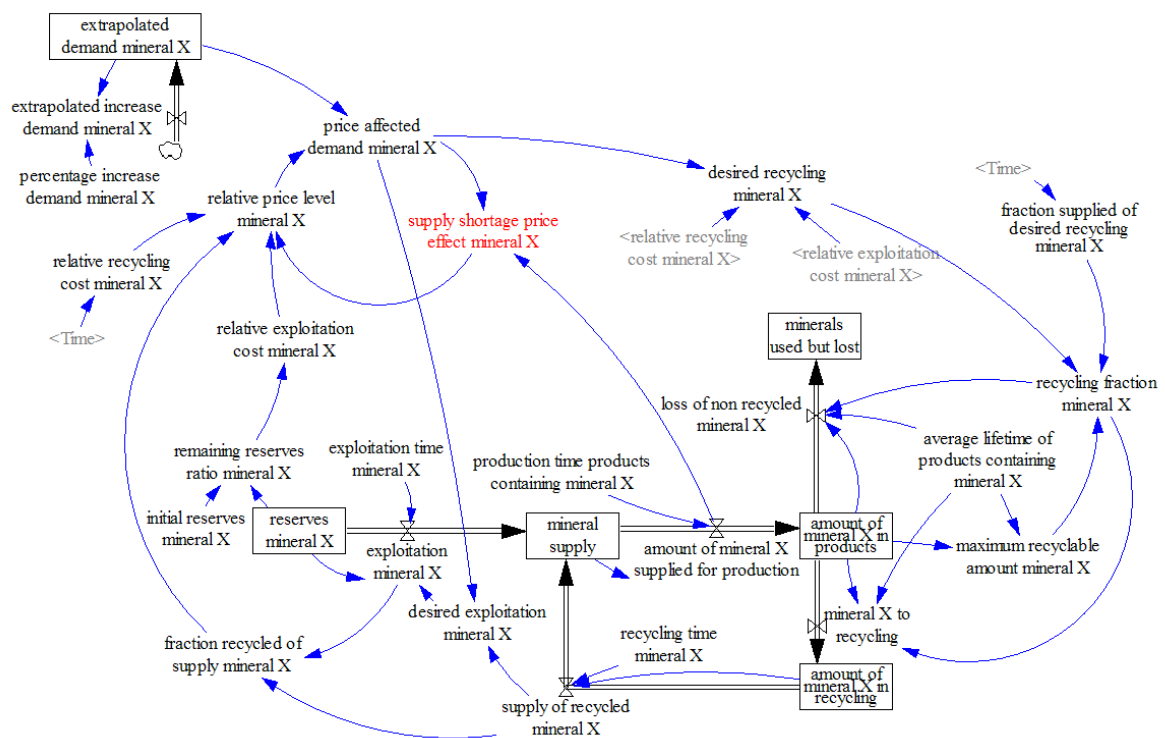 extrapolated
demand mineral X
extrapolated increase
demand mineral X
percentage increase
demand mineral X
price affected
demand mineral X
relative price level
mineral X
supply shortage price
effect mineral X
desired recycling
mineral X
<Time>
fraction supplied of
desired recycling
mineral X
<relative recycling
cost mineral X>
<relative exploitation
cost mineral X>
relative recycling
cost mineral X
<Time>
relative exploitation
cost mineral X
minerals
used but lost
recycling fraction
mineral X
loss of non recycled
mineral X
average lifetime of
products containing
mineral X
remaining reserves
ratio mineral X
exploitation time
mineral X
production time products
containing mineral X
initial reserves
mineral X
reserves
mineral X
mineral
supply
amount of
mineral X in
products
exploitation
mineral X
amount of mineral X
supplied for production
maximum recyclable
amount mineral X
desired exploitation
mineral X
mineral X to
recycling
fraction recycled of
supply mineral X
recycling time
mineral X
amount of
mineral X in
recycling
supply of recycled
mineral X